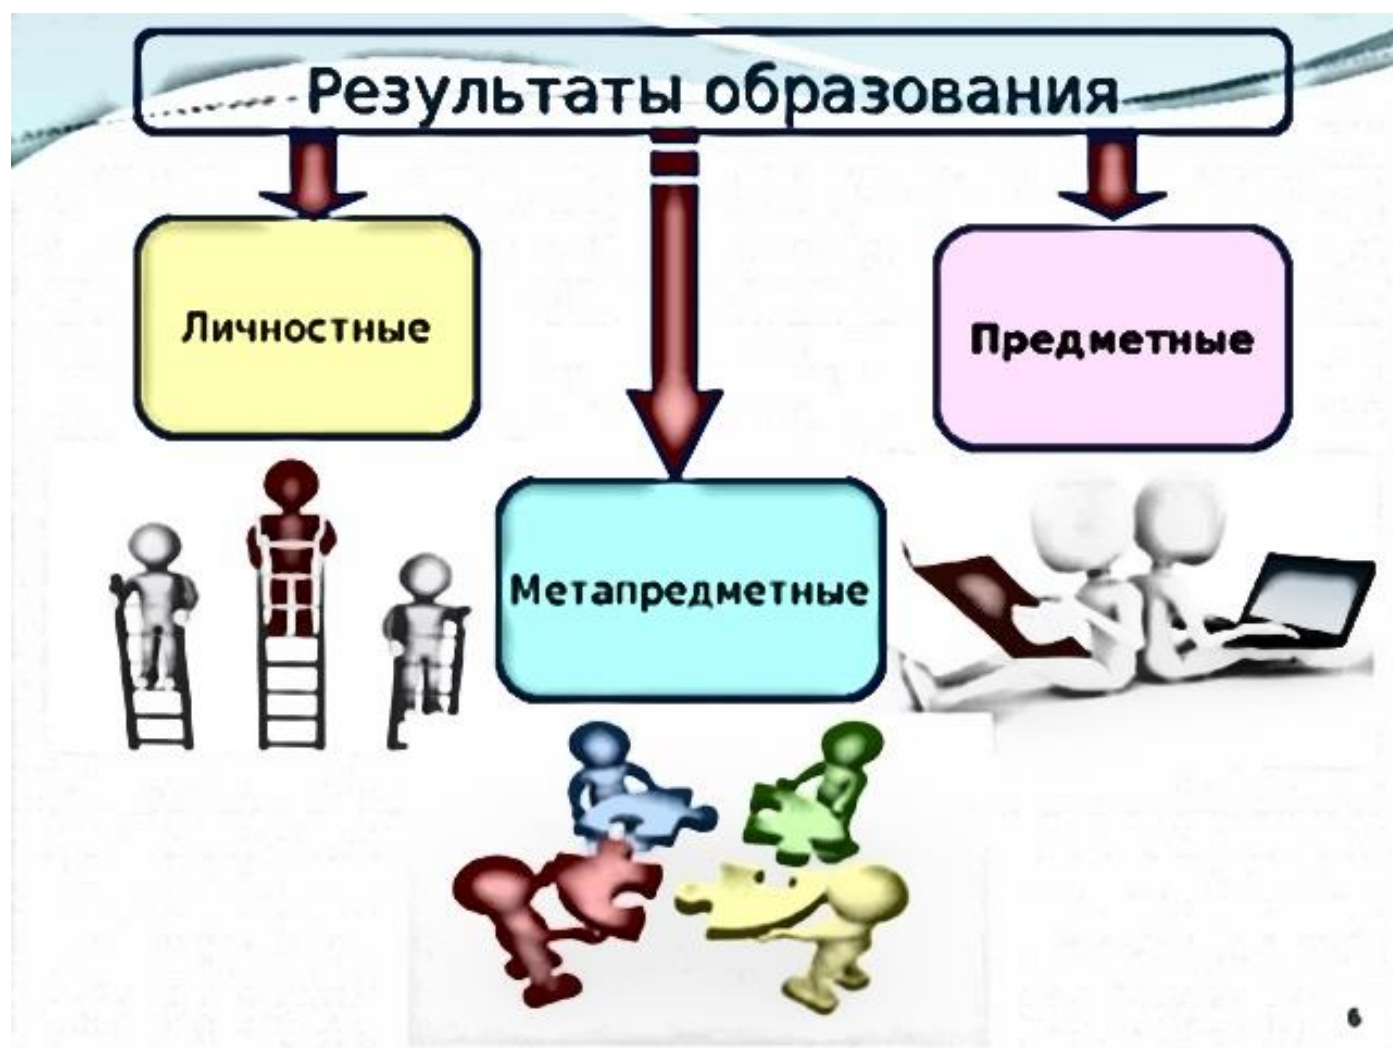 Результаты образования
Личностные
Предметные
Метапредметные
6